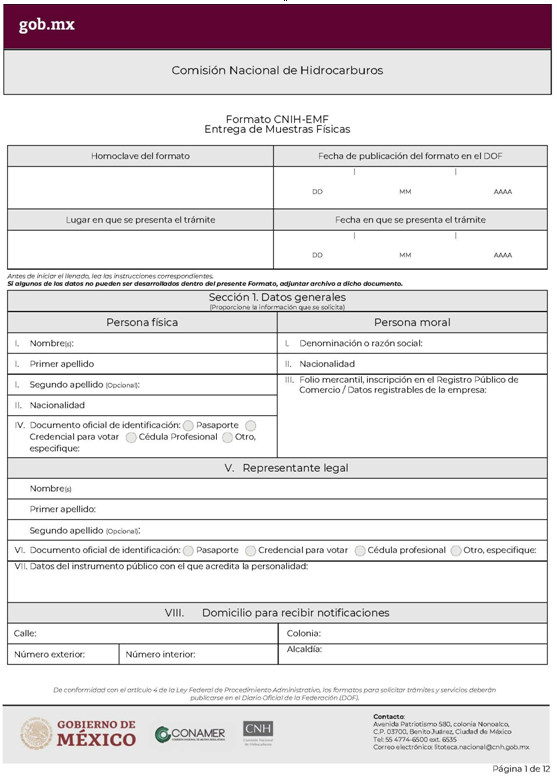 gob.mx
Comisión Nacional de Hidrocarburos
Formato CNIH-EMF
Entrega de Muestras Físicas
Homoclave del formato
Fecha de publicación del formato en el DOF
DD MM AAAA
Lugar en que se presenta el trámite
Fecha en que se presenta el trámite
DD MM AAAA
Antes de iniciar el llenado, lea las instrucciones correspondientes.
Si algunos de los datos no pueden ser desarrollados dentro del presente Formato, adjuntar archivo a dicho documento.
Sección 1. Datos generales
(Proporcione la información que se solicita)
Persona física
Persona moral
I. Nombre(s):
I. Denominación o razón social:
I. Primer apellido
II. Nacionalidad
I. Segundo apellido (Opcional):
III. Folio mercantil, inscripción en el Registro Público de
Comercio / Datos registrables de la empresa:
II. Nacionalidad
IV. Documento oficial de identificación: Pasaporte
Credencial para votar Cédula Profesional Otro,
especifique:
V. Representante legal
Nombre(s)
Primer apellido:
Segundo apellido (Opcional):
VI. Documento oficial de identificación: Pasaporte Credencial para votar Cédula profesional Otro, especifique:
VII. Datos del instrumento público con el que acredita la personalidad:
VIII. Domicilio para recibir notificaciones
Calle:
Colonia:
Número exterior:
Número interior:
Alcaldía:
De conformidad con el artículo 4 de la Ley Federal de Procedimiento Administrativo, los formatos para solicitar trámites y servicios deberán
publicarse en el Diario Oficial de la Federación (DOF).
GOBIERNO DE
MÉXICO
CONAMER
CNH
Comisión Nacional
de Hidrocarburos
Contacto:
Avenida Patriotismo 580, colonia Nonoalco,
C.P. 03700, Benito Juárez, Ciudad de México
Tel: 55 4774-6500 ext. 6535
Correo electrónico: litoteca.nacional@cnh.gob.mx
Página 1 de 12